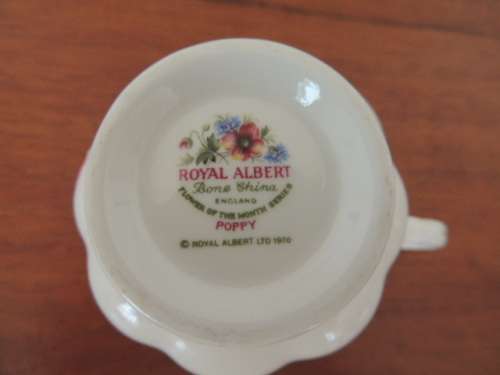 ROYAL ALBERT
Bone China
ENGLAND
FLOWER OF THE MONTH SERIES
POPPY
© ROYAL ALBERT LTD 1970